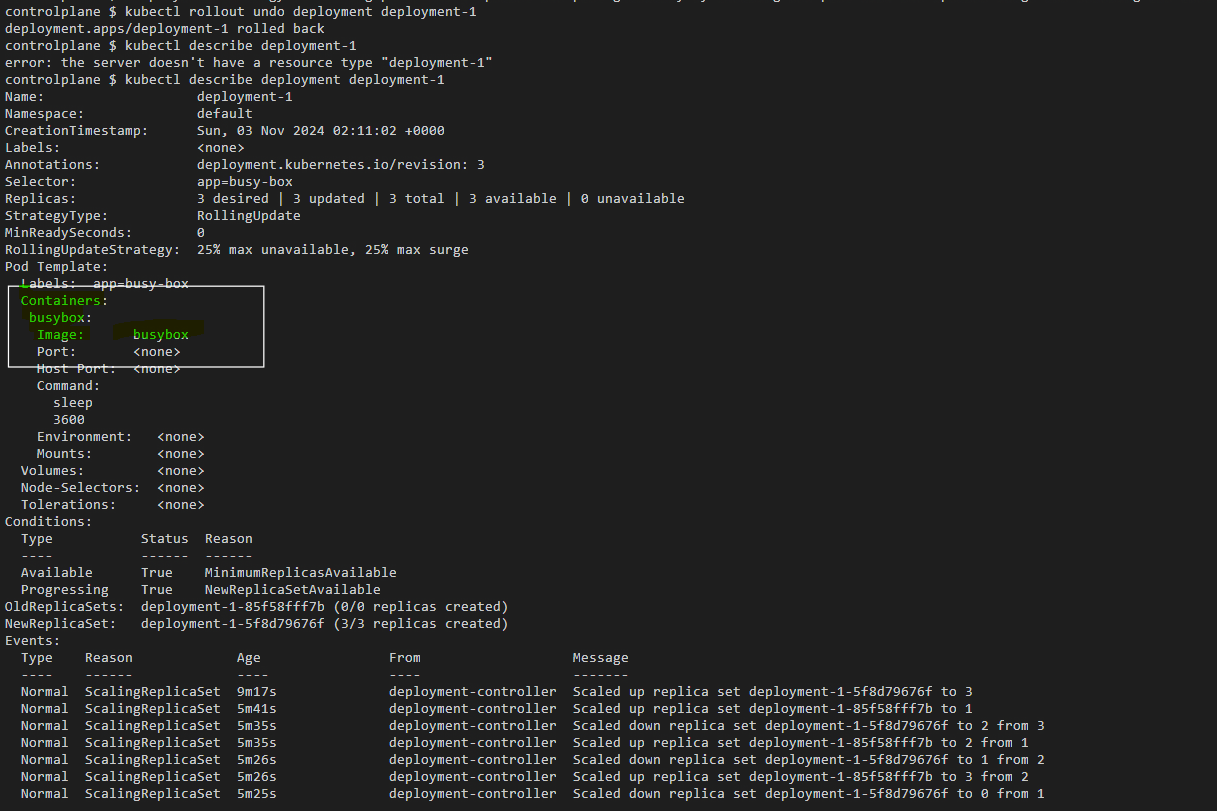 controlplane $ kubectl rollout undo deployment deployment-1
deployment.apps/deployment-1 rolled back
controlplane $ kubectl describe deployment-1
error: the server doesn't have a resource type "deployment-1"
controlplane $ kubectl describe deployment deployment-1
Name:                   deployment-1
Namespace:              default
CreationTimestamp:      Sun, 03 Nov 2024 02:11:02 +0000
Labels:                 <none>
Annotations:            deployment.kubernetes.io/revision: 3
Selector:               app=busy-box
Replicas:               3 desired | 3 updated | 3 total | 3 available | 0 unavailable
StrategyType:           RollingUpdate
MinReadySeconds:        0
RollingUpdateStrategy:  25% max unavailable, 25% max surge
Pod Template:
  Labels:  app=busy-box
  Containers:
   busybox:
    Image:      busybox
    Port:       <none>
    Host Port:  <none>
    Command:
      sleep
      3600
    Environment:   <none>
    Mounts:        <none>
  Volumes:         <none>
  Node-Selectors:  <none>
  Tolerations:     <none>
Conditions:
  Type           Status  Reason
  ----           ------  ------
  Available      True    MinimumReplicasAvailable
  Progressing    True    NewReplicaSetAvailable
OldReplicaSets:  deployment-1-85f58fff7b (0/0 replicas created)
NewReplicaSet:   deployment-1-5f8d79676f (3/3 replicas created)
Events:
  Type    Reason             Age                From                   Message
  ----    ------             ----               ----                   -------
  Normal  ScalingReplicaSet  9m17s              deployment-controller  Scaled up replica set deployment-1-5f8d79676f to 3
  Normal  ScalingReplicaSet  5m41s              deployment-controller  Scaled up replica set deployment-1-85f58fff7b to 1
  Normal  ScalingReplicaSet  5m35s              deployment-controller  Scaled down replica set deployment-1-5f8d79676f to 2 from 3
  Normal  ScalingReplicaSet  5m35s              deployment-controller  Scaled up replica set deployment-1-85f58fff7b to 2 from 1
  Normal  ScalingReplicaSet  5m26s              deployment-controller  Scaled down replica set deployment-1-5f8d79676f to 1 from 2
  Normal  ScalingReplicaSet  5m26s              deployment-controller  Scaled up replica set deployment-1-85f58fff7b to 3 from 2
  Normal  ScalingReplicaSet  5m25s              deployment-controller  Scaled down replica set deployment-1-5f8d79676f to 0 from 1